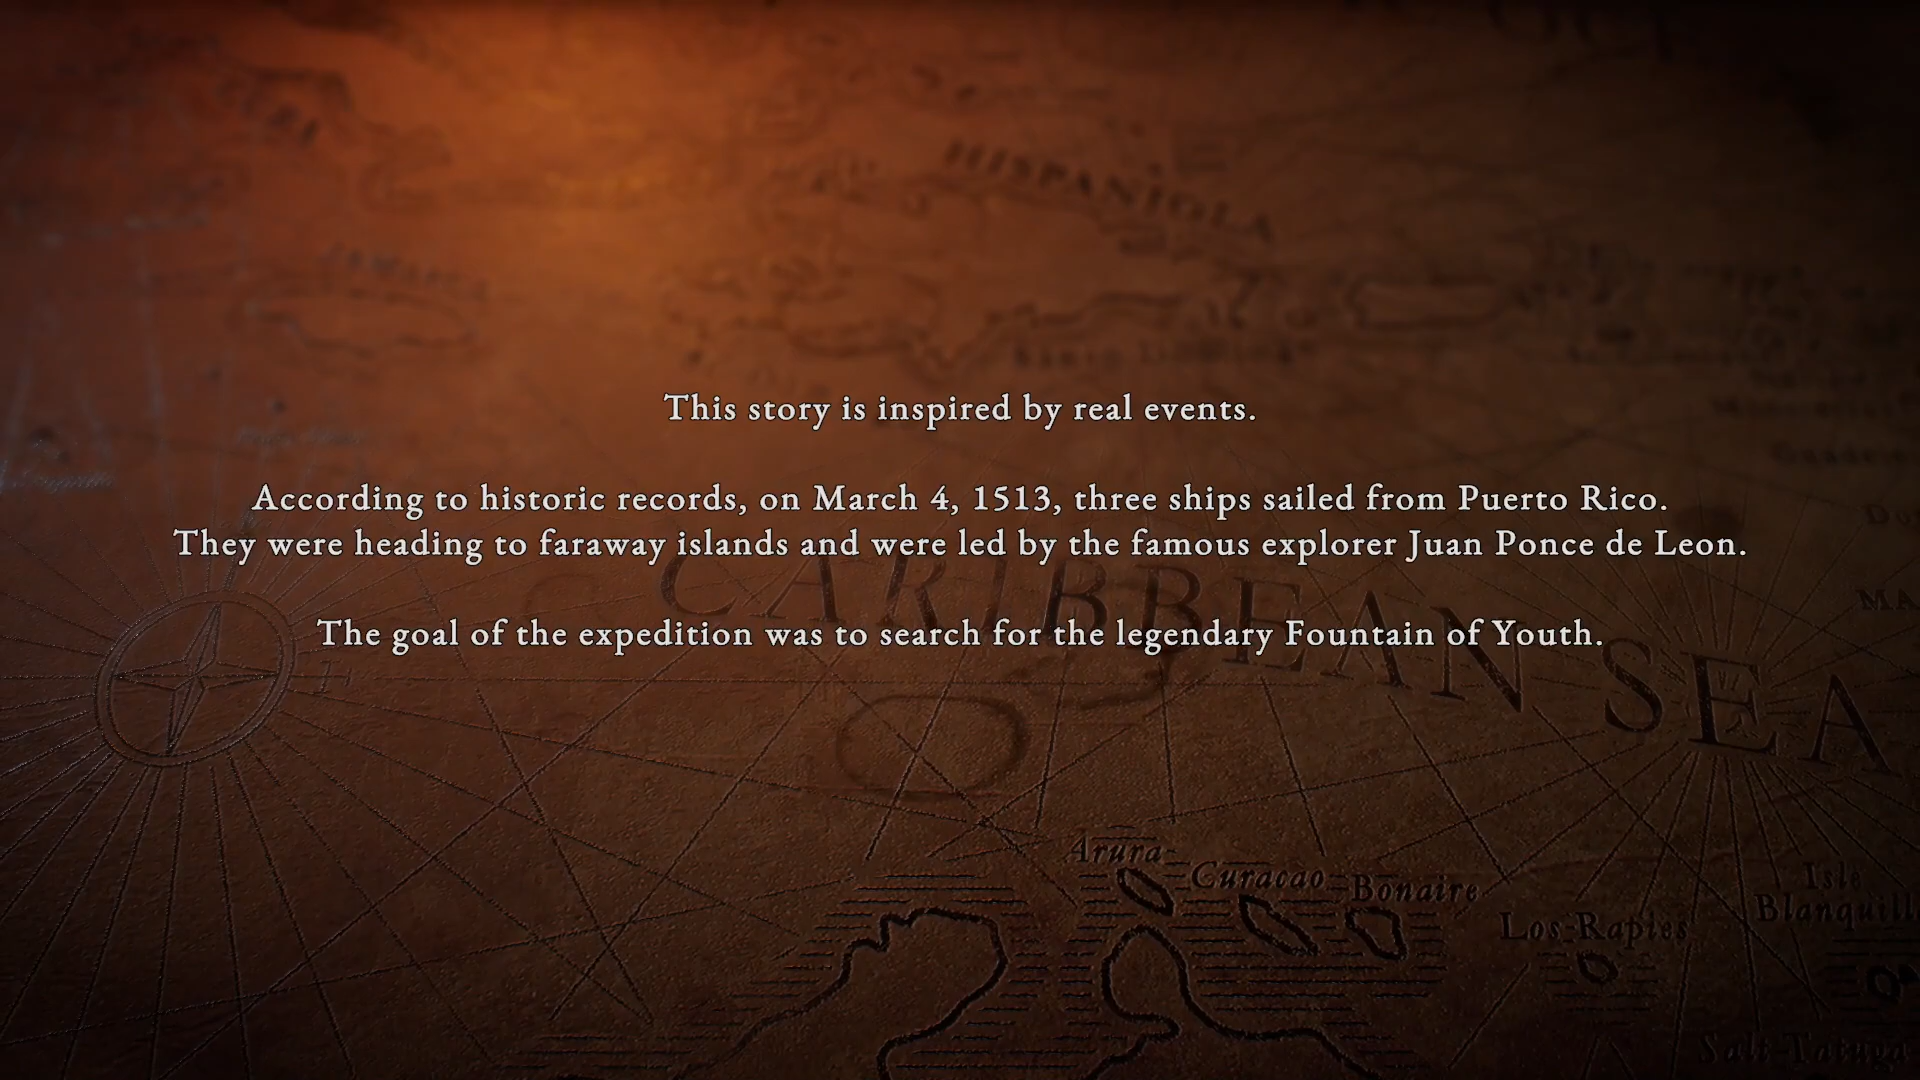 HISPANIOLA
This story is inspired by real events.
According to historic records, on March 4, 1513, three ships sailed from Puerto Rico.
They were heading to faraway islands and were led by the famous explorer Juan Ponce de Leon.
CARIBBEAN SEA
The goal of the expedition was to search for the legendary Fountain of Youth.
Arura
Curacao
Bonaire
Isle
Los Rapies